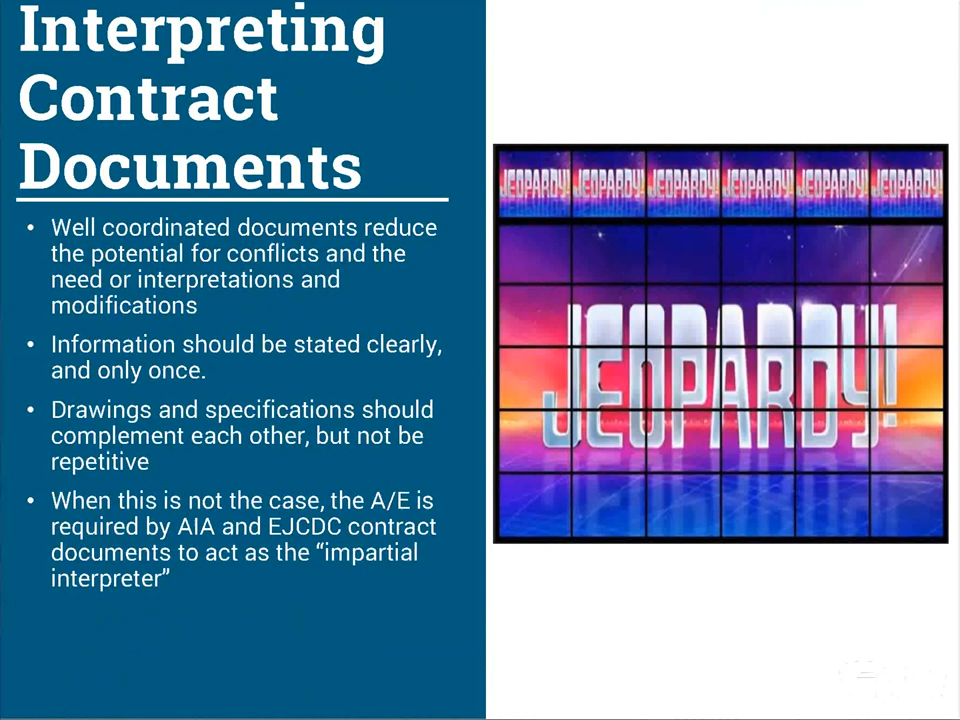 Interpreting
Contract
Documents
• Well coordinated documents reduce
the potential for conflicts and the
need or interpretations and
modifications
• Information should be stated clearly,
and only once.
• Drawings and specifications should
complement each other, but not be
repetitive
• When this is not the case, the A/E is
required by AIA and EJCDC contract
documents to act as the “impartial
interpreter”
JEOPARDY! JEOPARDY! JEOPARDY! JEOPARDY! JEOPARDY! JEOPARDY!
JEOPARDY!